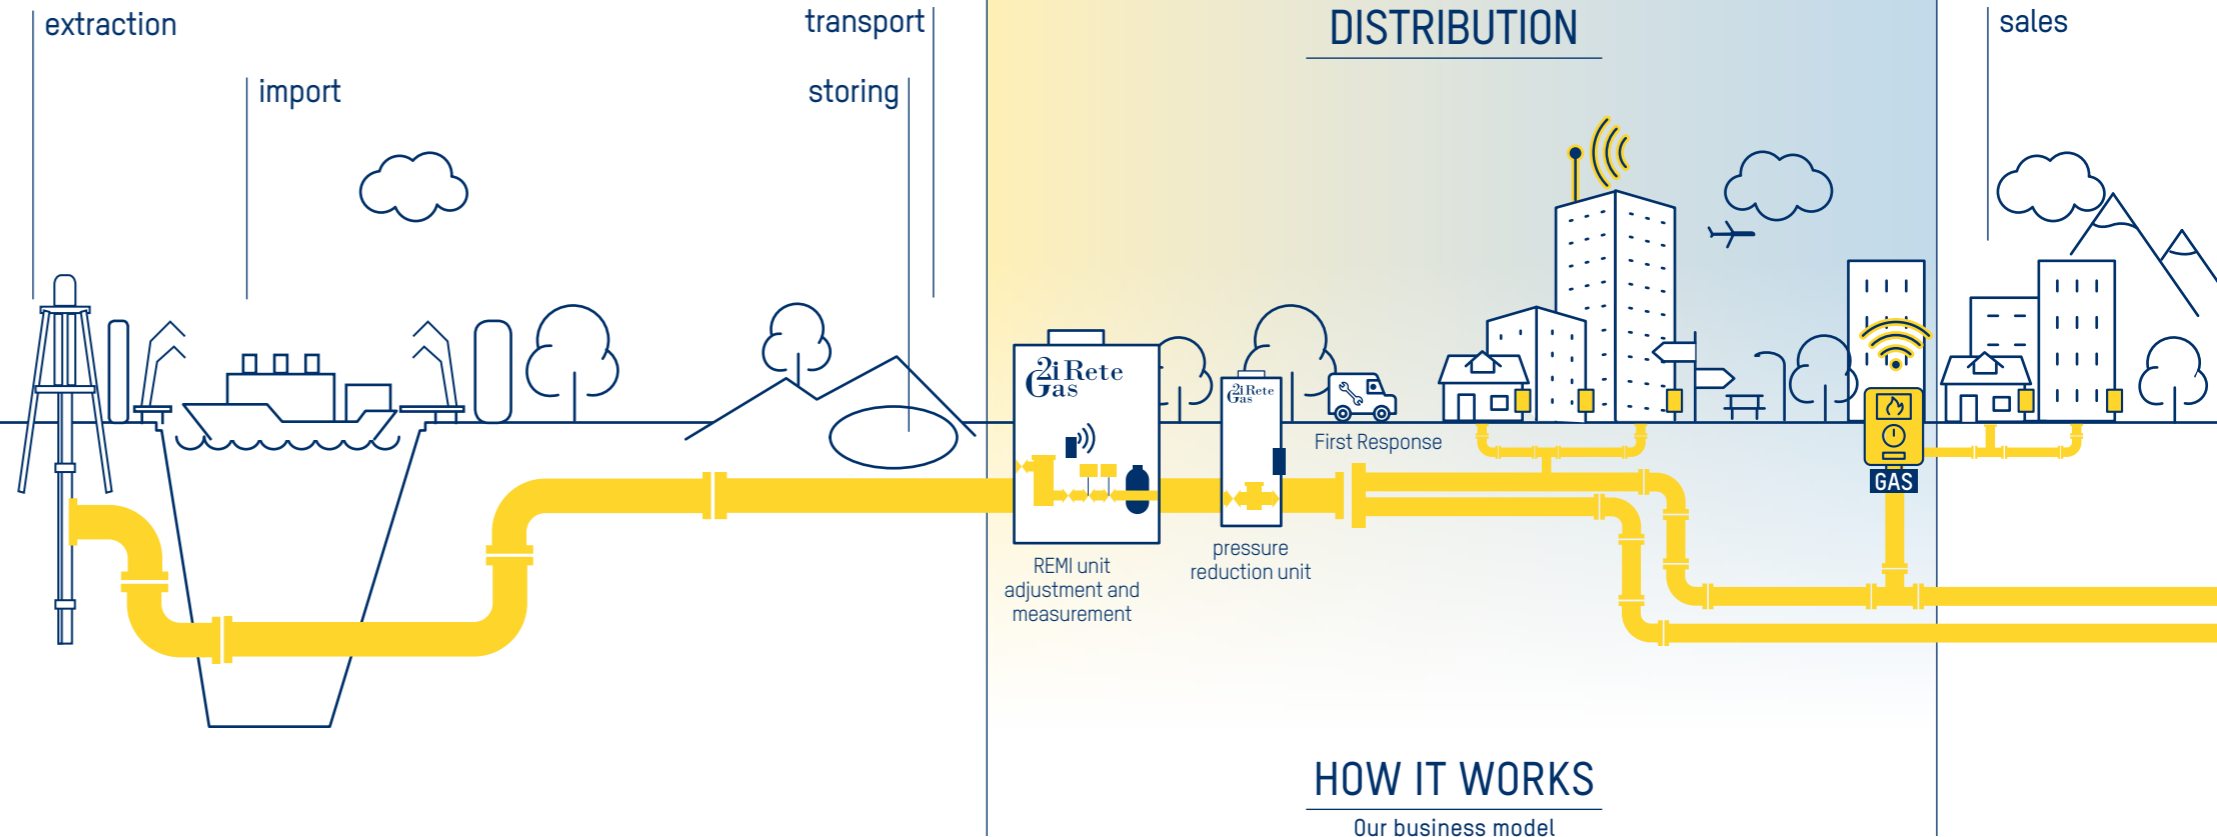 extraction
import
transport
storing
DISTRIBUTION
sales
2i Rete
Gas
2i Rete
Gas
First Response
GAS
REMI unit
adjustment and
measurement
pressure
reduction unit
HOW IT WORKS
Our business model